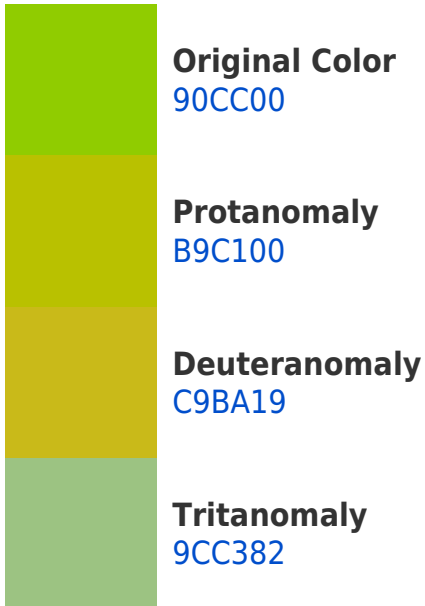 Original Color
90CC00
Protanomaly
B9C100
Deuteranomaly
C9BA19
Tritanomaly
9CC382